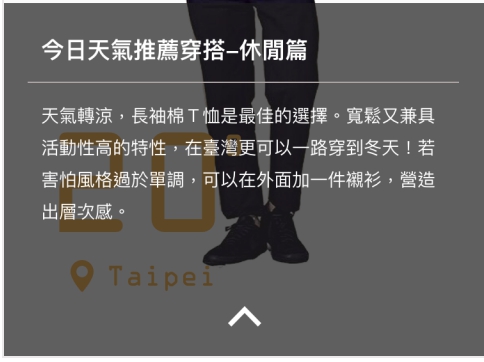 今日天氣推薦穿搭–休閒篇
天氣轉涼，長袖棉T恤是最佳的選擇。寬鬆又兼具
活動性高的特性，在臺灣更可以一路穿到冬天！若
害怕風格過於單調，可以在外面加一件襯衫，營造
出層次感。
20°
Taipei